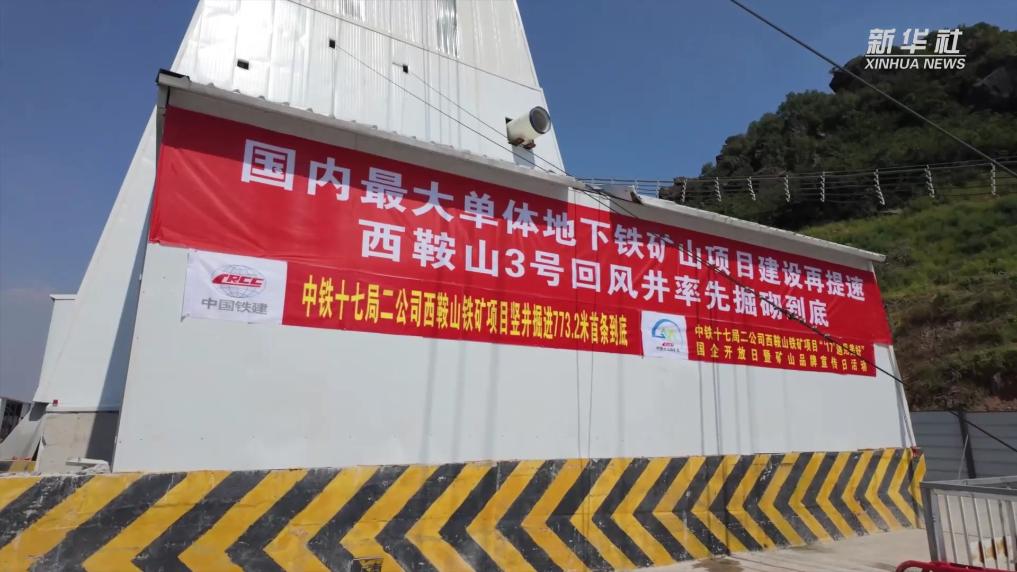 新华社
XINHUA NEWS
国内最大单体地下铁矿山项目建设再提速
西鞍山3号回风井率先掘砌到底
CRCC
中国铁建
中铁十七局二公司西鞍山铁矿项目竖井掘进773.2米首条到底
中铁十七局二公司西鞍山铁矿项目"17
国企开放日暨矿山品牌宣传日活动